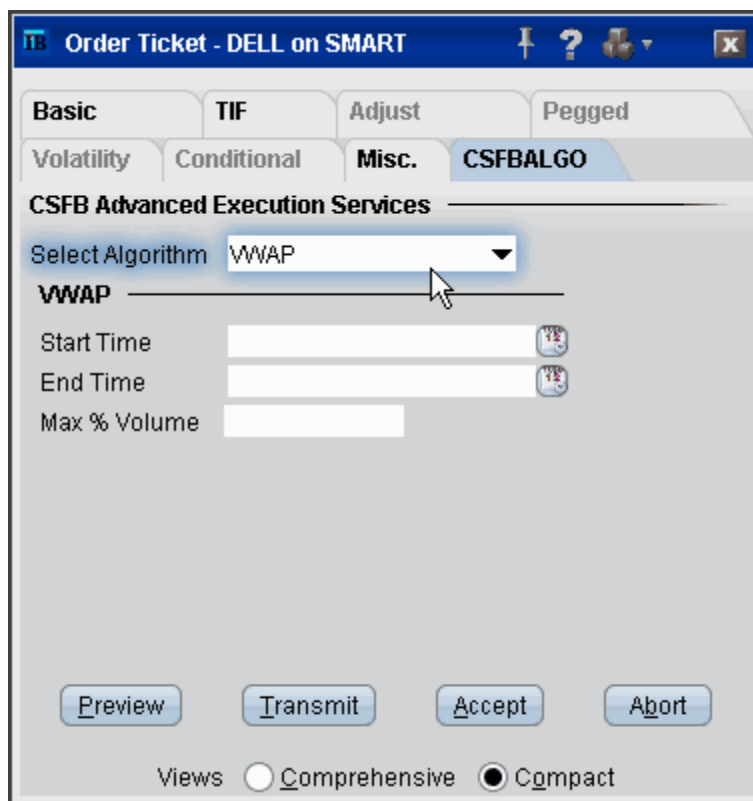 TB Order Ticket - DELL on SMART ?
Basic TIF Adjust Pegged
Volatility Conditional Misc. CSFBALGO
CSFB Advanced Execution Services
Select Algorithm VWAP
VWAP
Start Time
End Time
Max % Volume
Preview Transmit Accept Abort
Views Comprehensive Compact